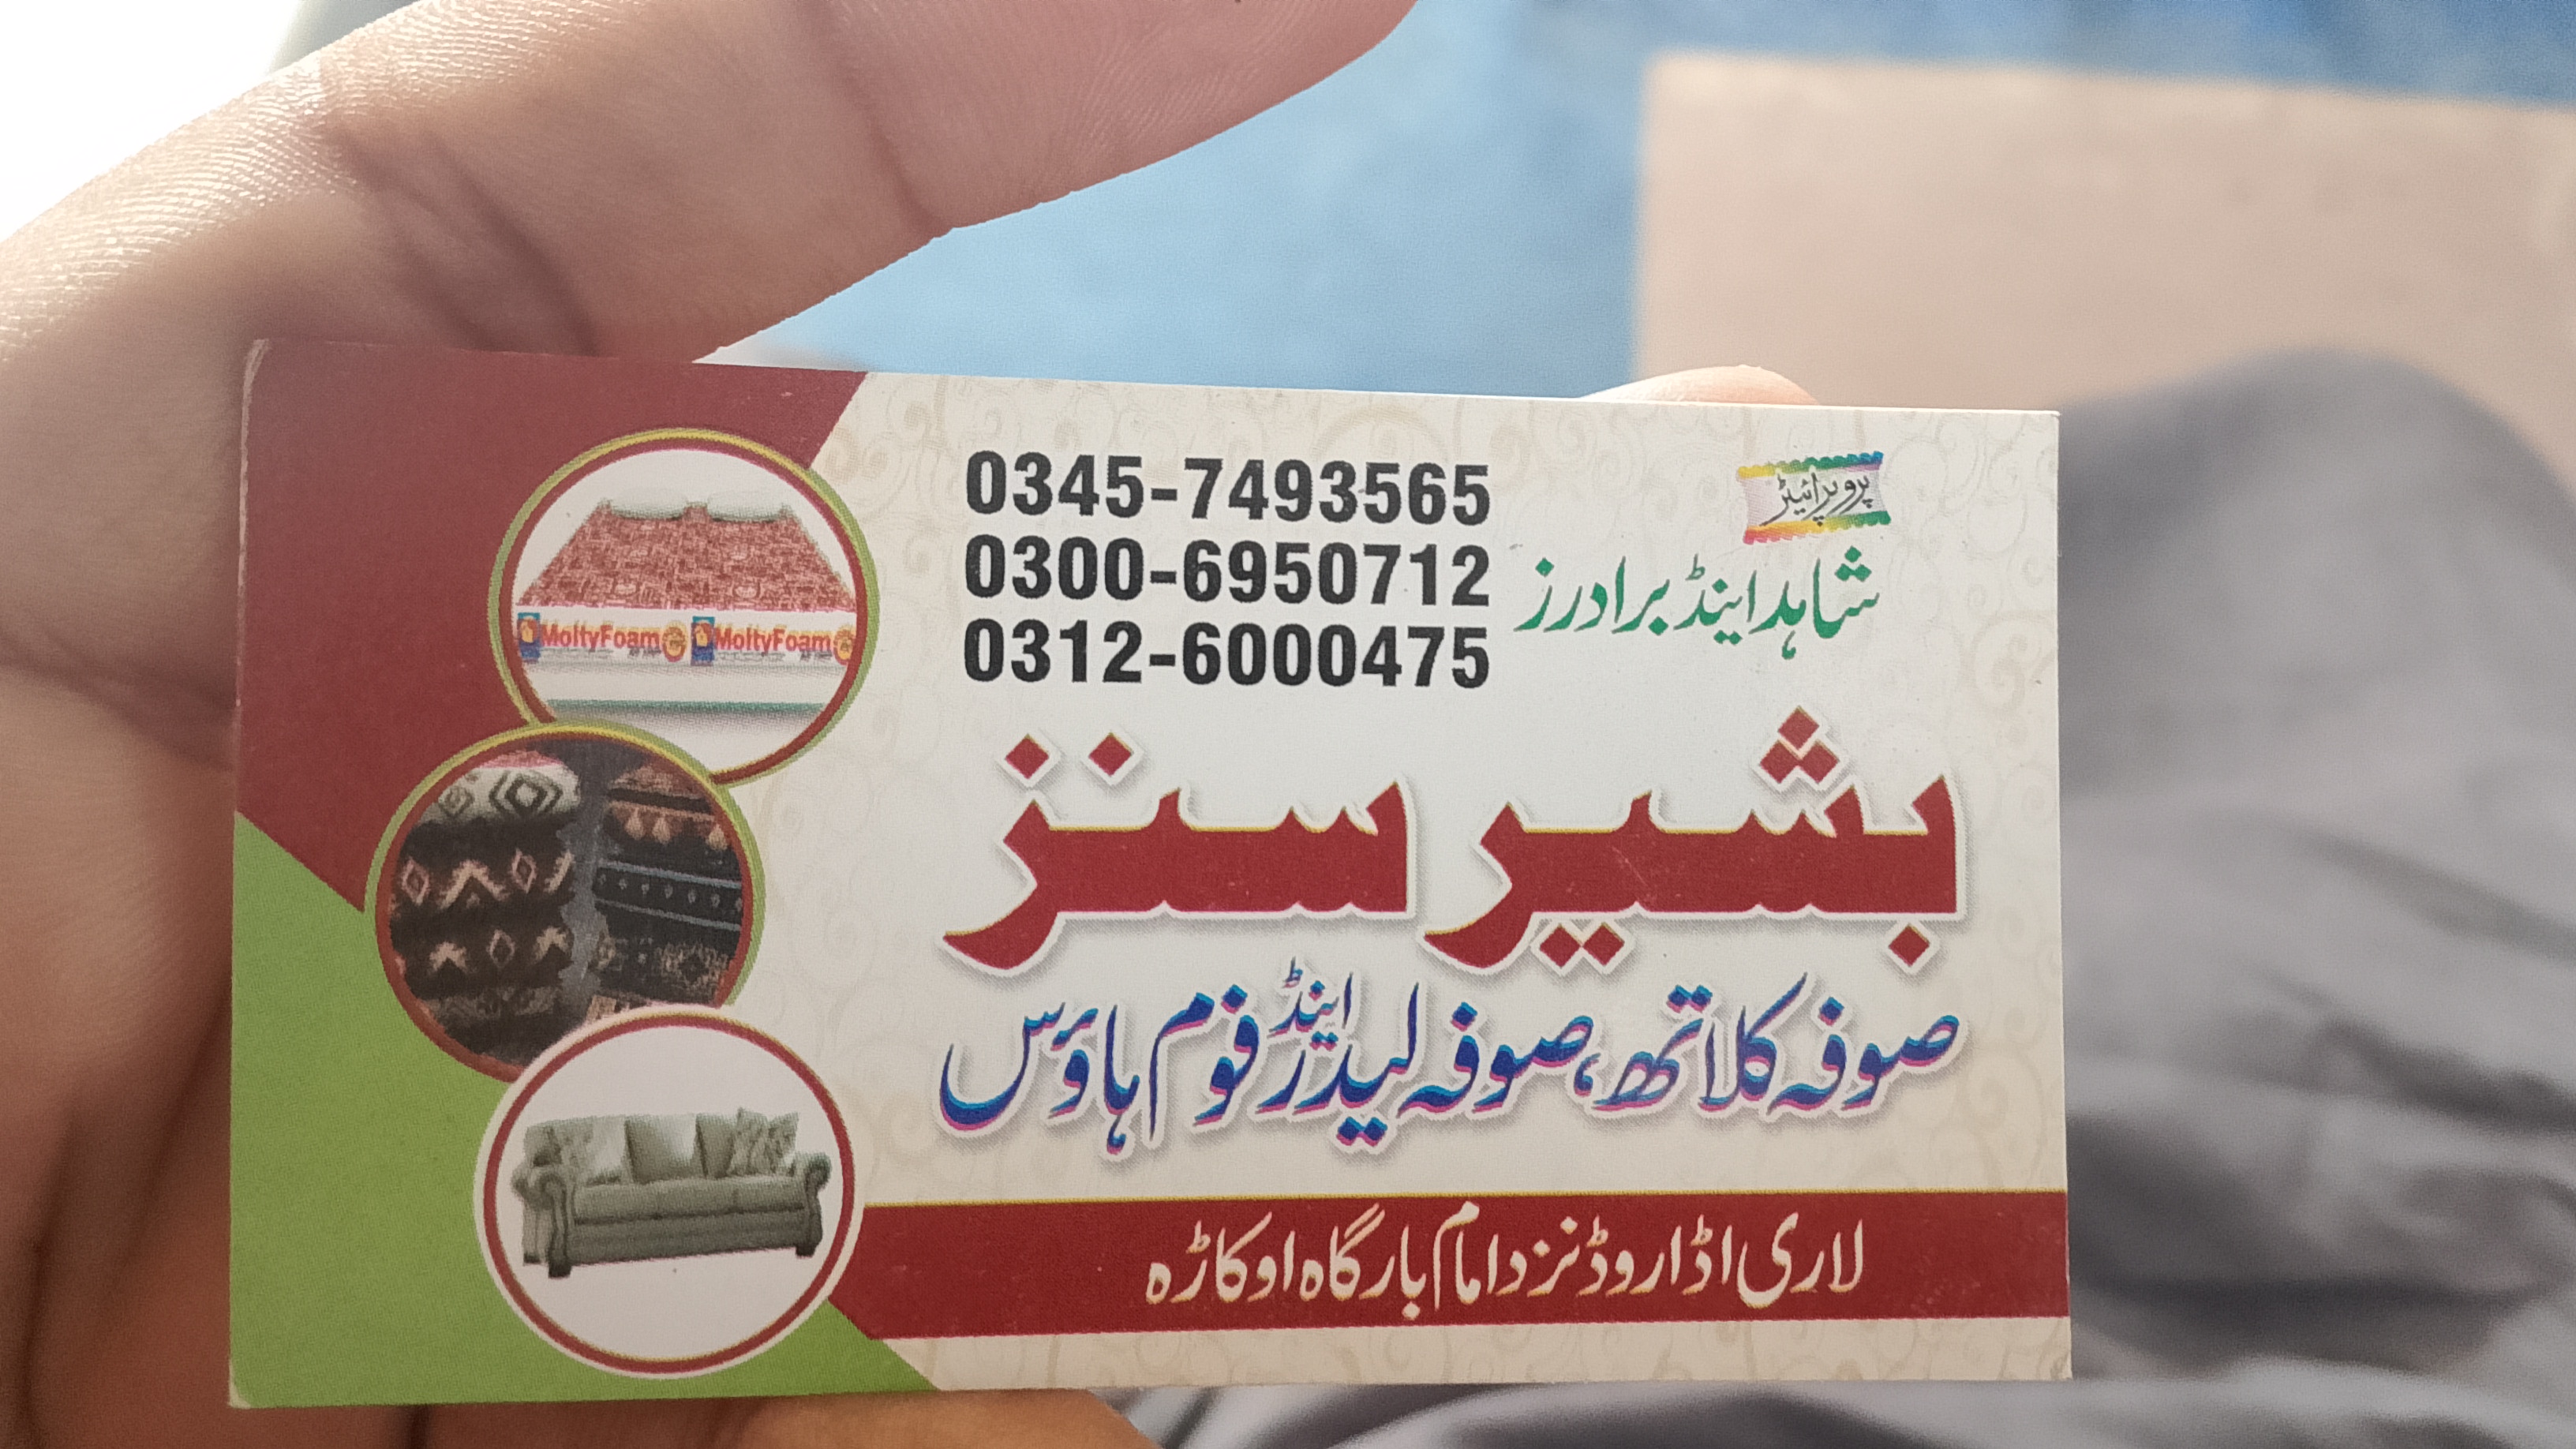 پروپرائیٹر
شاہد اینڈ برادرز
0345-7493565
0300-6950712
0312-6000475
MoltyFoam MoltyFoam
بشیر سنز
صوفہ کلاتھ، صوفہ لیدر اینڈ فوم ہاؤس
لاری اڈا روڈ نزد امام بارگاہ اوکاڑہ